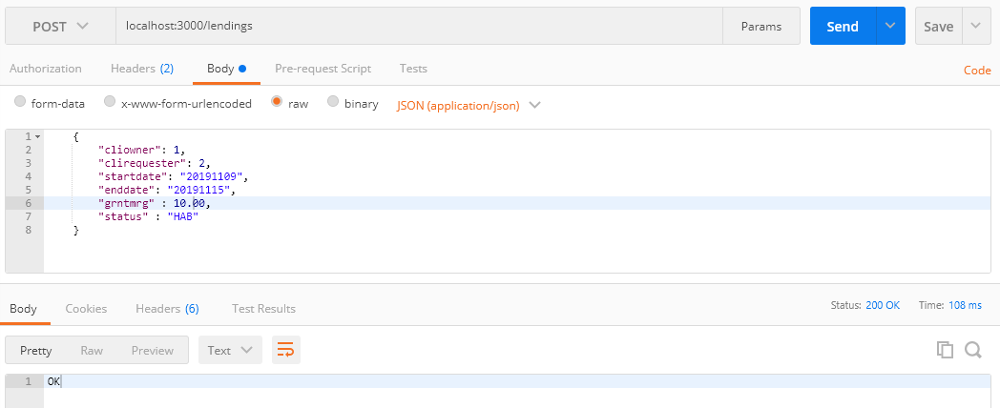 POST localhost:3000/lendings Params Send Save
Authorization Headers (2) Body Pre-request Script Tests Code
form-data x-www-form-urlencoded raw binary JSON (application/json)
1 {
2 "cliowner": 1,
3 "clirequester": 2,
4 "startdate": "20191109",
5 "enddate": "20191115",
6 "grntmrg" : 10.00,
7 "status" : "HAB"
8 }
Body Cookies Headers (6) Test Results Status: 200 OK Time: 108 ms
Pretty Raw Preview Text
1 OK